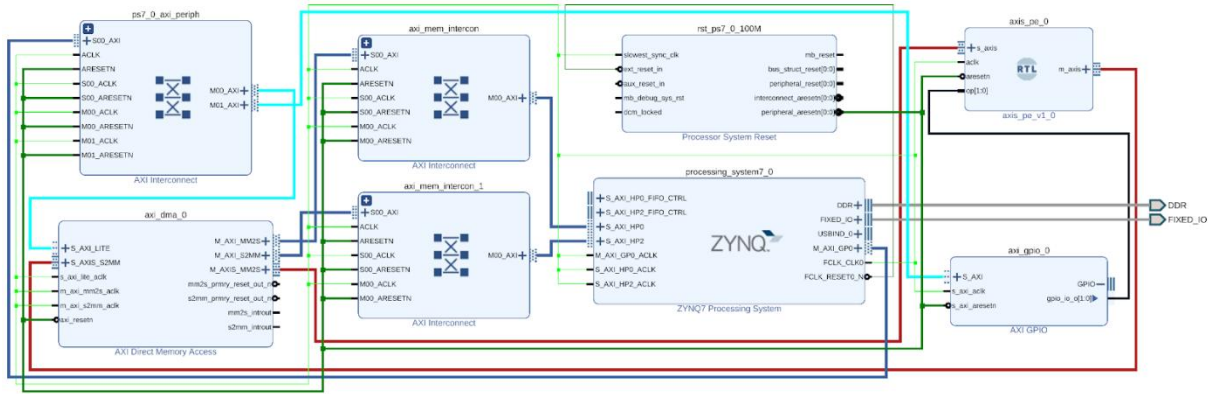 ps7_0_axi_periph
S00_AXI
ACLK
ARESETN
S00_ACLK
S00_ARESETN
M00_ACLK
M00_ARESETN
M01_ACLK
M01_ARESETN
M00_AXI
M01_AXI
AXI Interconnect
axi_mem_intercon
S00_AXI
ACLK
ARESETN
S00_ACLK
S00_ARESETN
M00_ACLK
M00_ARESETN
M00_AXI
AXI Interconnect
rst_ps7_0_100M
slowest_sync_clk
ext_reset_in
aux_reset_in
mb_debug_sys_rst
dcm_locked
mb_reset
bus_struct_reset[0:0]
peripheral_reset[0:0]
interconnect_aresetn[0:0]
peripheral_aresetn[0:0]
Processor System Reset
axis_pe_0
s_axis
aclk
aresetn
op[1:0]
RTL
m_axis
axis_pe_v1_0
axi_dma_0
S_AXI_LITE
S_AXIS_S2MM
s_axi_lite_aclk
m_axi_mm2s_aclk
m_axi_s2mm_aclk
axi_resetn
M_AXI_MM2S
M_AXI_S2MM
M_AXIS_MM2S
mm2s_prmry_reset_out_n
s2mm_prmry_reset_out_n
mm2s_introut
s2mm_introut
AXI Direct Memory Access
axi_mem_intercon_1
S00_AXI
ACLK
ARESETN
S00_ACLK
S00_ARESETN
M00_ACLK
M00_ARESETN
M00_AXI
AXI Interconnect
processing_system7_0
S_AXI_HP0_FIFO_CTRL
S_AXI_HP2_FIFO_CTRL
S_AXI_HP0
S_AXI_HP2
M_AXI_GP0_ACLK
S_AXI_HP0_ACLK
S_AXI_HP2_ACLK
ZYNQ
DDR
FIXED_IO
USBIND_0
M_AXI_GP0
FCLK_CLK0
FCLK_RESET0_N
ZYNQ7 Processing System
DDR
FIXED_IO
axi_gpio_0
S_AXI
s_axi_aclk
s_axi_aresetn
GPIO
gpio_io_o[1:0]
AXI GPIO